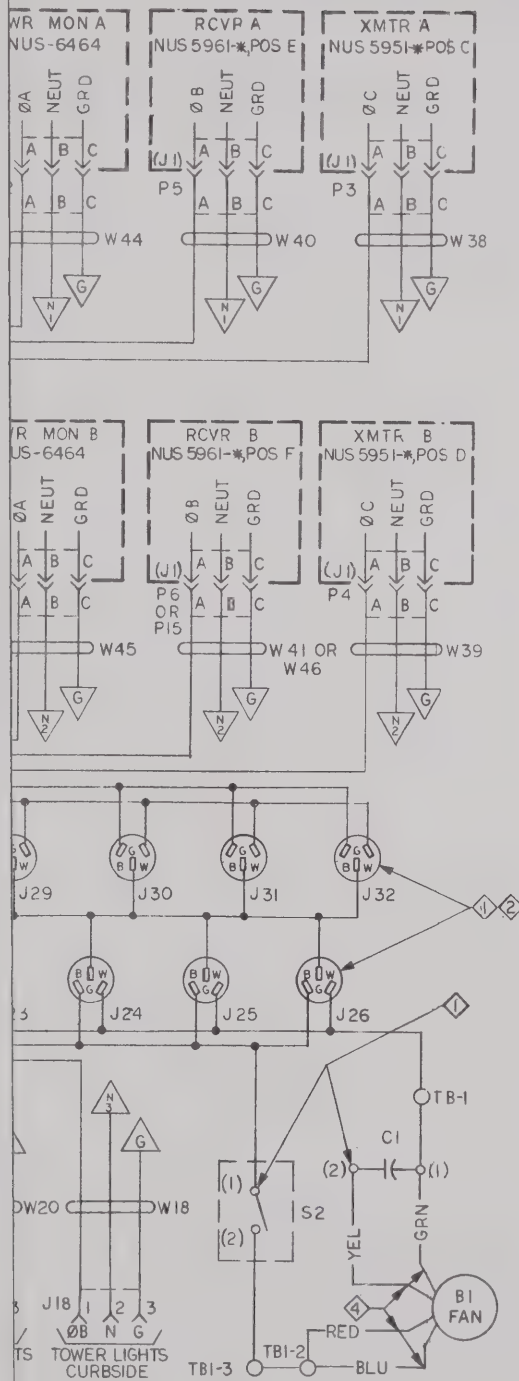 WR MON A
NUS-6464
ØA NEUT GRD
A B C
A B C
W44
N 1
G
RCVR A
NUS 5961-*, POS E
ØB NEUT GRD
(J1) A B C
P5 A B C
W40
N 1
G
XMTR A
NUS 5951-* POS C
ØC NEUT GRD
(J1) A B C
P3 A B C
W38
N 1
G
R MON B
US-6464
ØA NEUT GRD
A B C
A B C
W45
N 2
G
RCVR B
NUS 5961-*, POS F
ØB NEUT GRD
(J1) A B C
P6 A B C
OR
P15
W41 OR
W46
N 2
G
XMTR B
NUS 5951-*, POS D
ØC NEUT GRD
(J1) A B C
P4 A B C
W39
N 2
G
G B W
G B W
G B W
G B W
J29 J30 J31 J32
1 2
B W G
B W G
B W G
23 J24 J25 J26
1
N 3
G
TB-1
C1
(2) (1)
(1)
S2
(2)
W20 W18
YEL
GRN
4
B1
FAN
RED
BLU
J18 1 2 3
ØB N G
TS
TOWER LIGHTS
CURBSIDE
TB1-3 TB1-2